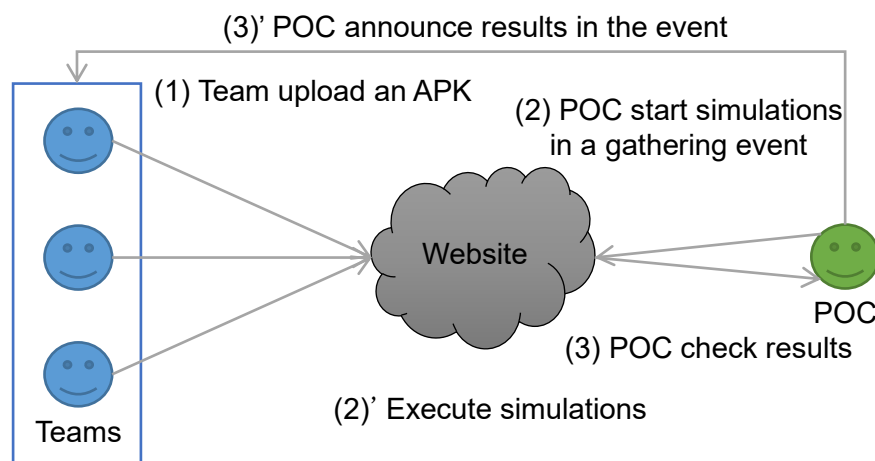 (3)’ POC announce results in the event
(1) Team upload an APK
(2) POC start simulations
in a gathering event
Website
POC
(3) POC check results
(2)’ Execute simulations
Teams